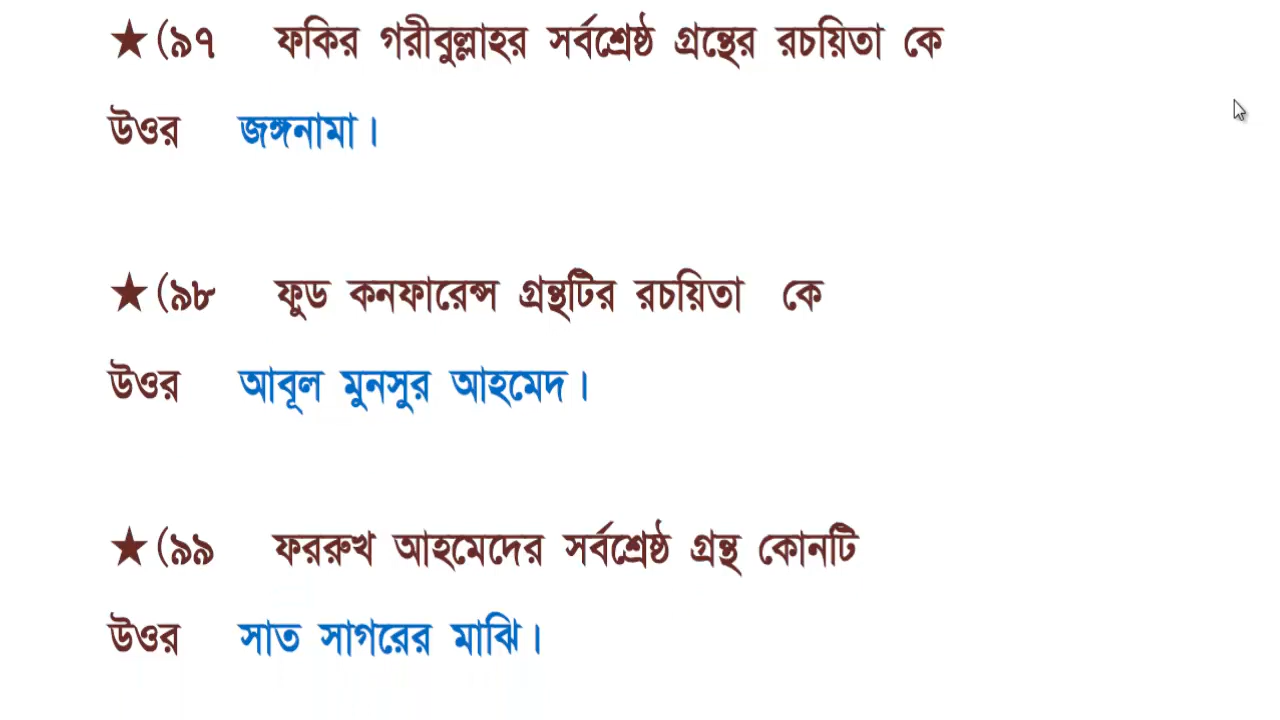 ★(৯৭ ফকির গরীবুল্লাহর সর্বশ্রেষ্ঠ গ্রন্থের রচয়িতা কে
উওর জঙ্গনামা।
★(৯৮ ফুড কনফারেন্স গ্রন্থটির রচয়িতা কে
উওর আবূল মুনসুর আহমেদ।
★(৯৯ ফররুখ আহমেদের সর্বশ্রেষ্ঠ গ্রন্থ কোনটি
উওর সাত সাগরের মাঝি।